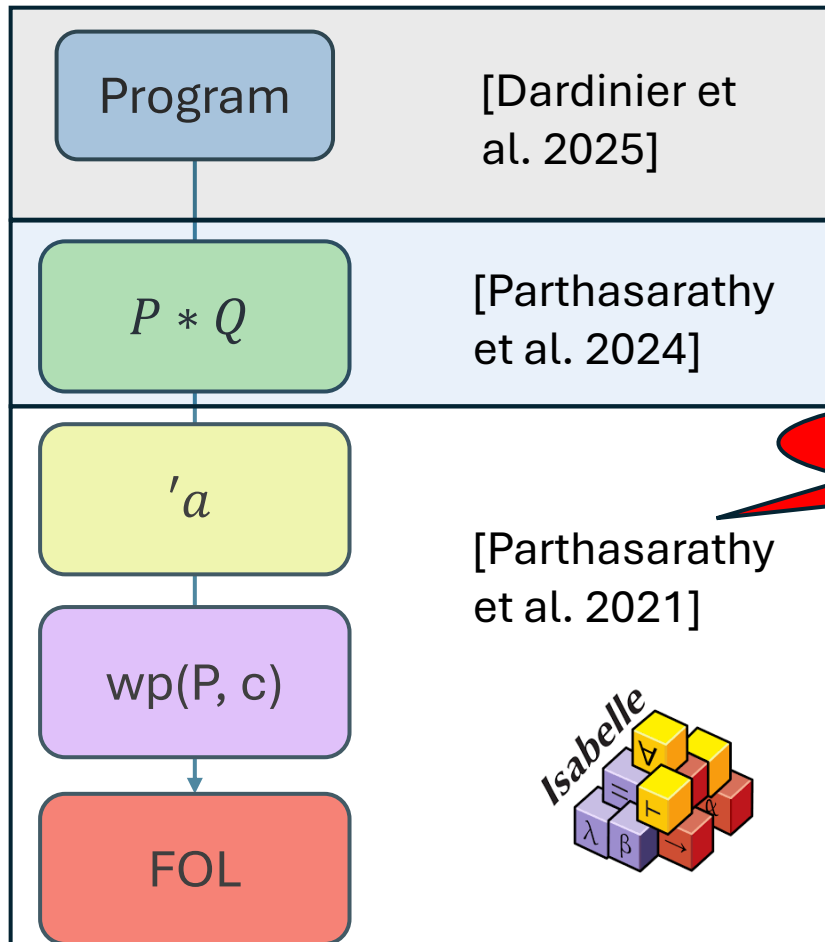 Program
[Dardinier et
al. 2025]
P ∗ Q
[Parthasarathy
et al. 2024]
′a
[Parthasarathy
et al. 2021]
wp(P, c)
Isabelle
∀
=
⊢
α
λ
β
→
FOL